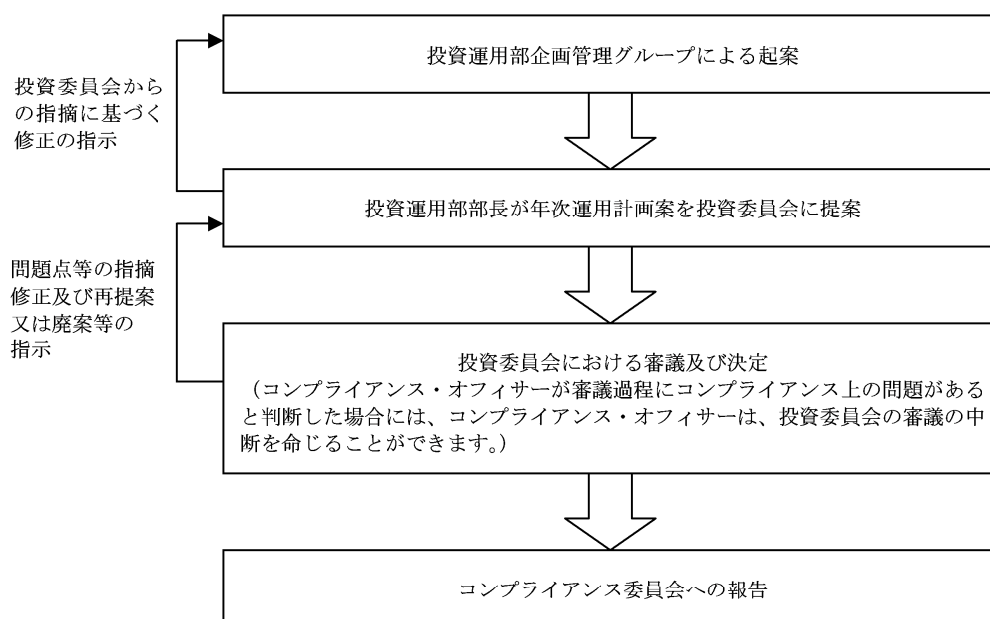 投資運用部企画管理グループによる起案
投資委員会から
の指摘に基づく
修正の指示
投資運用部部長が年次運用計画案を投資委員会に提案
問題点等の指摘
修正及び再提案
又は廃案等の
指示
投資委員会における審議及び決定
（コンプライアンス・オフィサーが審議過程にコンプライアンス上の問題がある
と判断した場合には、コンプライアンス・オフィサーは、投資委員会の審議の中
断を命じることができます。）
コンプライアンス委員会への報告